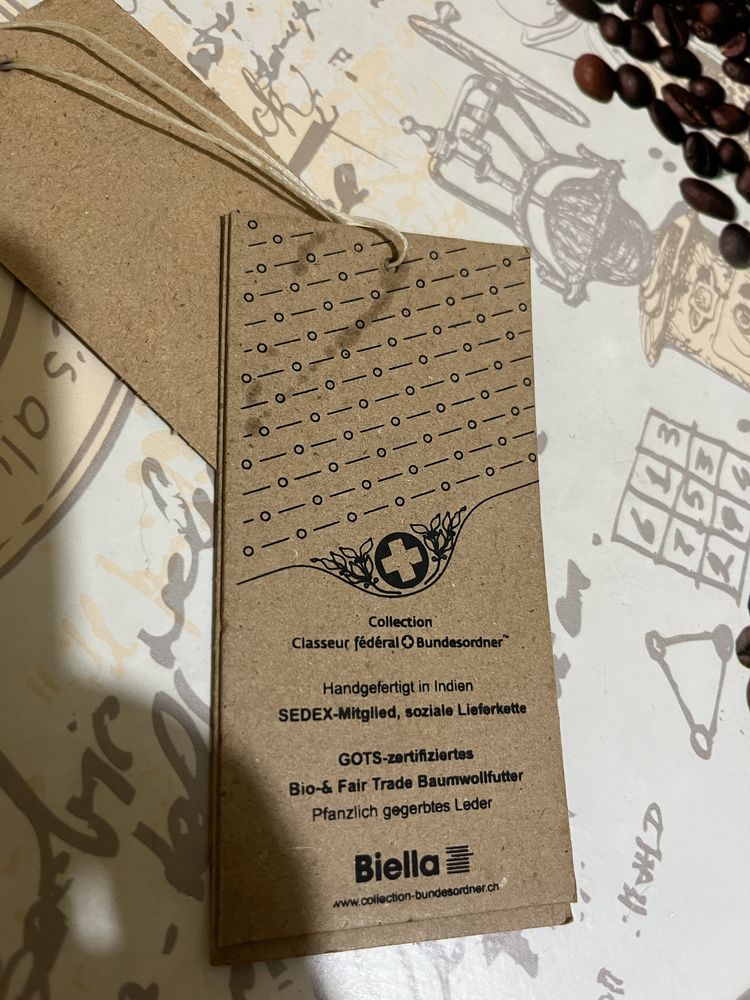 Collection
Classeur fédéral Bundesordner™
Handgefertigt in Indien
SEDEX-Mitglied, soziale Lieferkette
GOTS-zertifiziertes
Bio-& Fair Trade Baumwollfutter
Pfanzlich gegerbtes Leder
Biella
www.collection-bundesordner.ch